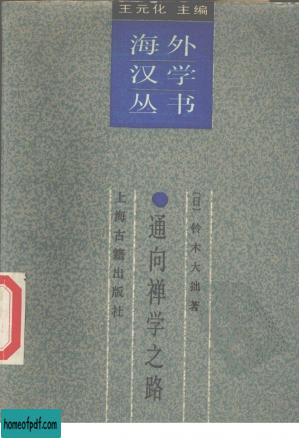 王元化 主编
海外
汉学
丛书
〔日〕铃木大拙著
●通向禅学之路
上海古籍出版社
homeofpdf.com